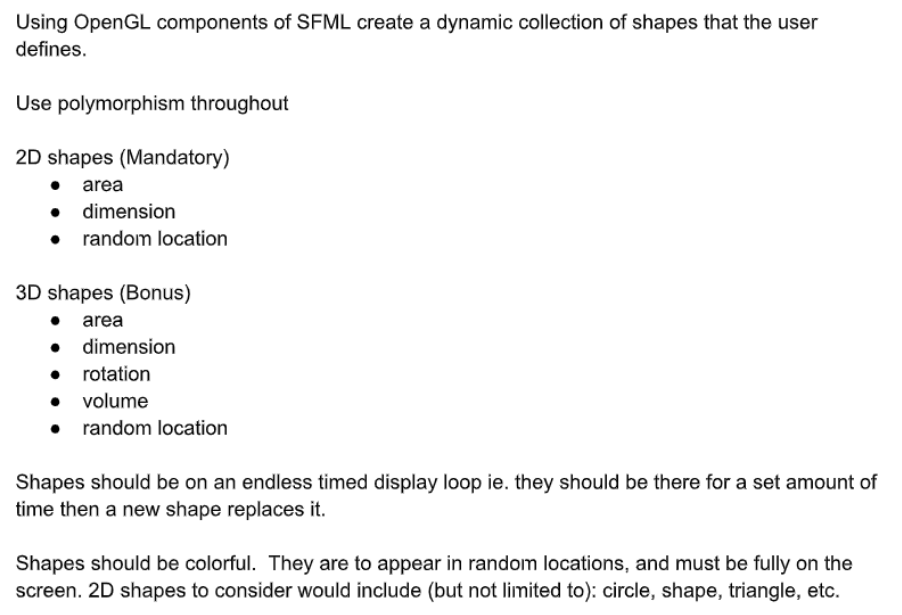 Using OpenGL components of SFML create a dynamic collection of shapes that the user
defines.
Use polymorphism throughout
2D shapes (Mandatory)
● area
● dimension
● random location
3D shapes (Bonus)
● area
● dimension
● rotation
● volume
● random location
Shapes should be on an endless timed display loop ie. they should be there for a set amount of
time then a new shape replaces it.
Shapes should be colorful.  They are to appear in random locations, and must be fully on the
screen. 2D shapes to consider would include (but not limited to): circle, shape, triangle, etc.